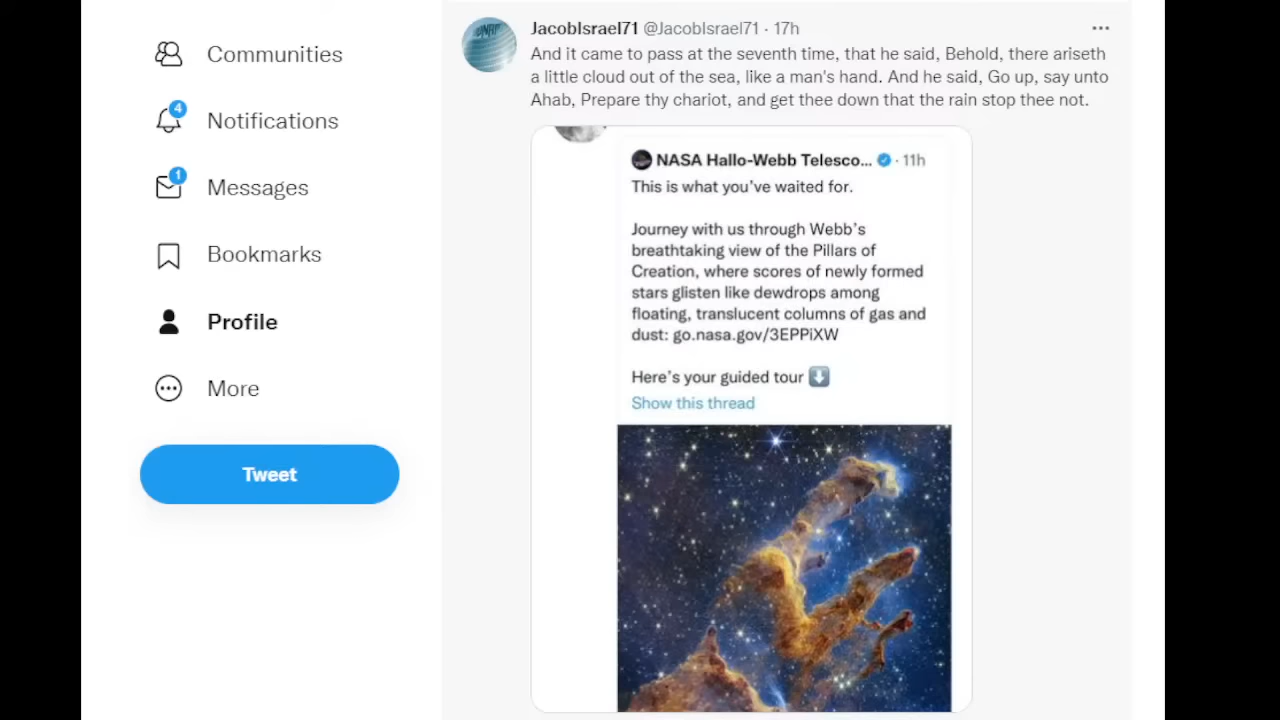 Communities
4
Notifications
1
Messages
Bookmarks
Profile
More
Tweet
JacobIsrael71 @JacobIsrael71 · 17h
And it came to pass at the seventh time, that he said, Behold, there ariseth
a little cloud out of the sea, like a man's hand. And he said, Go up, say unto
Ahab, Prepare thy chariot, and get thee down that the rain stop thee not.
NASA Hallo-Webb Telesco... · 11h
This is what you've waited for.
Journey with us through Webb's
breathtaking view of the Pillars of
Creation, where scores of newly formed
stars glisten like dewdrops among
floating, translucent columns of gas and
dust: go.nasa.gov/3EPPiXW
Here's your guided tour ⬇️
Show this thread